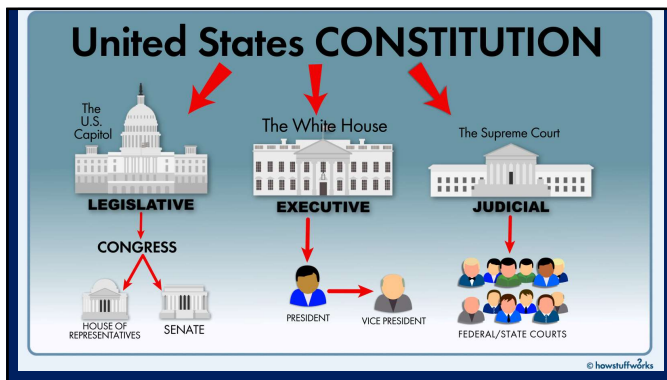 United States CONSTITUTION
The
U.S.
Capitol
The White House
The Supreme Court
LEGISLATIVE
EXECUTIVE
JUDICIAL
CONGRESS
HOUSE OF
REPRESENTATIVES
SENATE
PRESIDENT
VICE PRESIDENT
FEDERAL/STATE COURTS
© howstuffworks